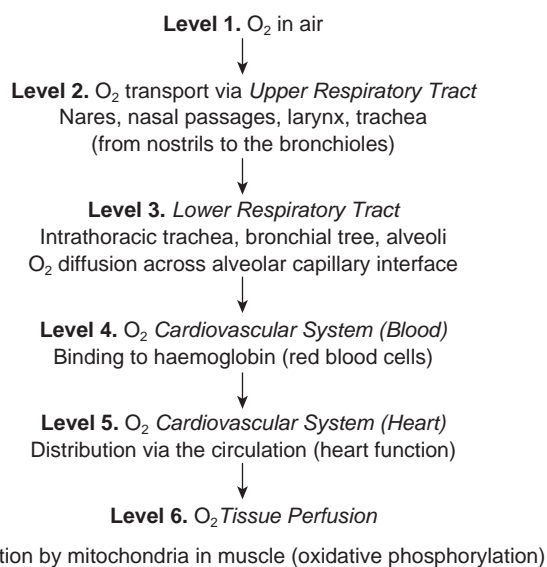 Level 1. O₂ in air
Level 2. O₂ transport via Upper Respiratory Tract
Nares, nasal passages, larynx, trachea
(from nostrils to the bronchioles)
Level 3. Lower Respiratory Tract
Intrathoracic trachea, bronchial tree, alveoli
O₂ diffusion across alveolar capillary interface
Level 4. O₂ Cardiovascular System (Blood)
Binding to haemoglobin (red blood cells)
Level 5. O₂ Cardiovascular System (Heart)
Distribution via the circulation (heart function)
Level 6. O₂ Tissue Perfusion
by mitochondria in muscle (oxidative phosphorylation)